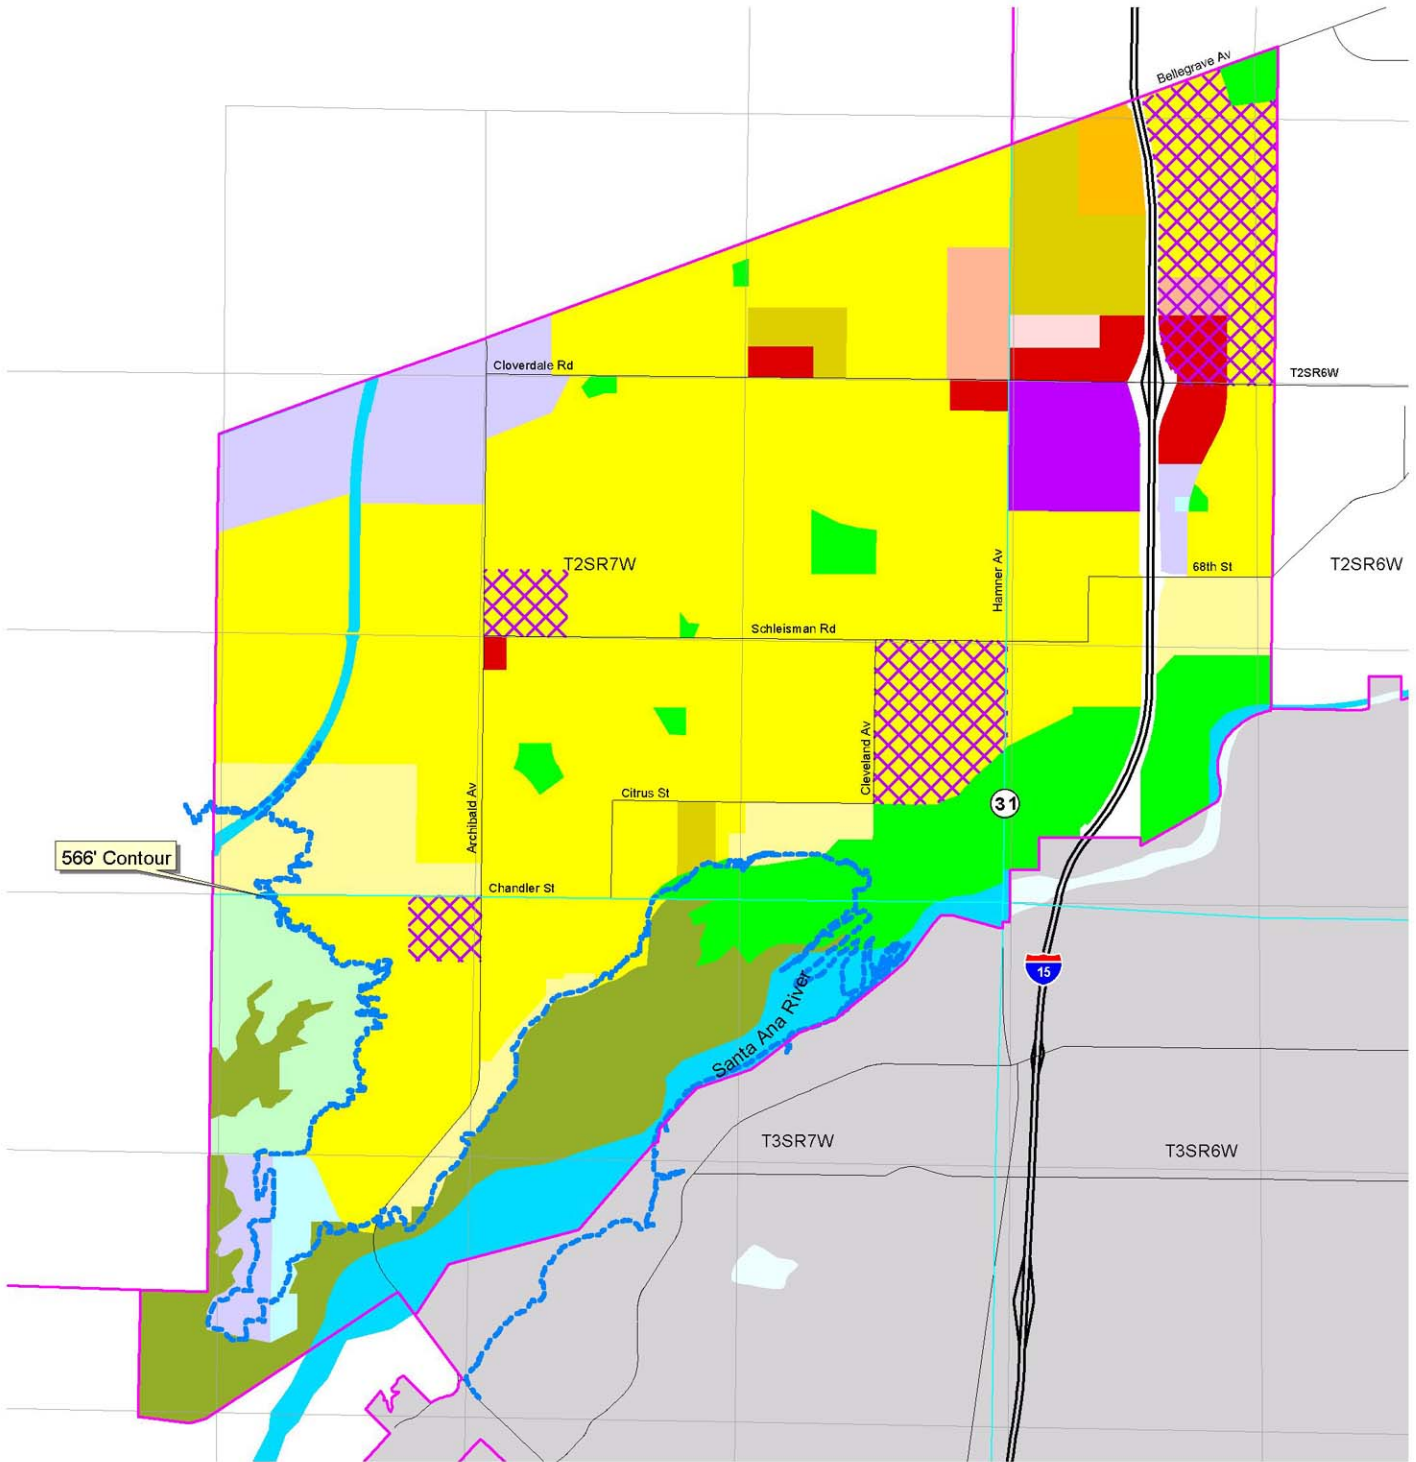 Bellegrave Av
Cloverdale Rd
T2SR6W
T2SR7W
Hamner Av
68th St
T2SR6W
Schleisman Rd
Cleveland Av
Citrus St
31
Archibald Av
566' Contour
Chandler St
15
Santa Ana River
T3SR7W
T3SR6W